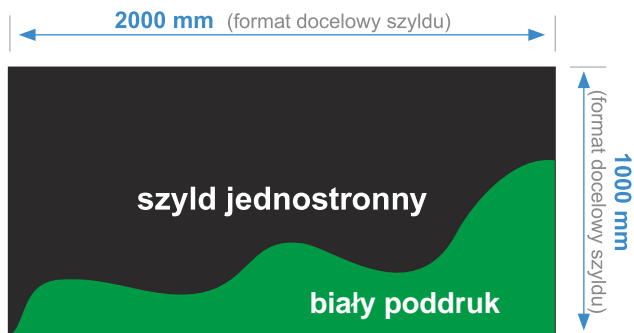 2000 mm (format docelowy szyldu)
szyld jednostronny
biały poddruk
1000 mm
(format docelowy szyldu)